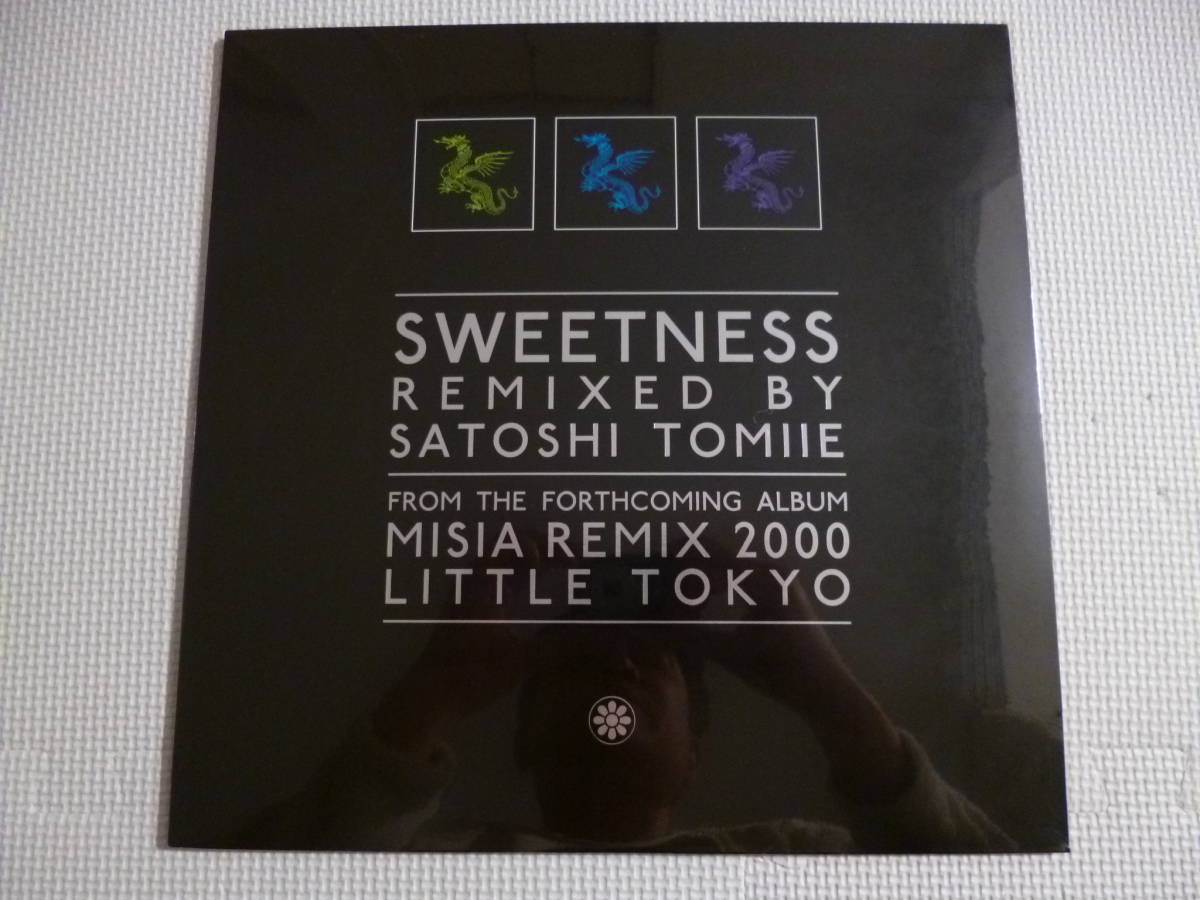 SWEETNESS
REMIXED BY
SATOSHI TOMIIE
FROM THE FORTHCOMING ALBUM
MISIA REMIX 2000
LITTLE TOKYO